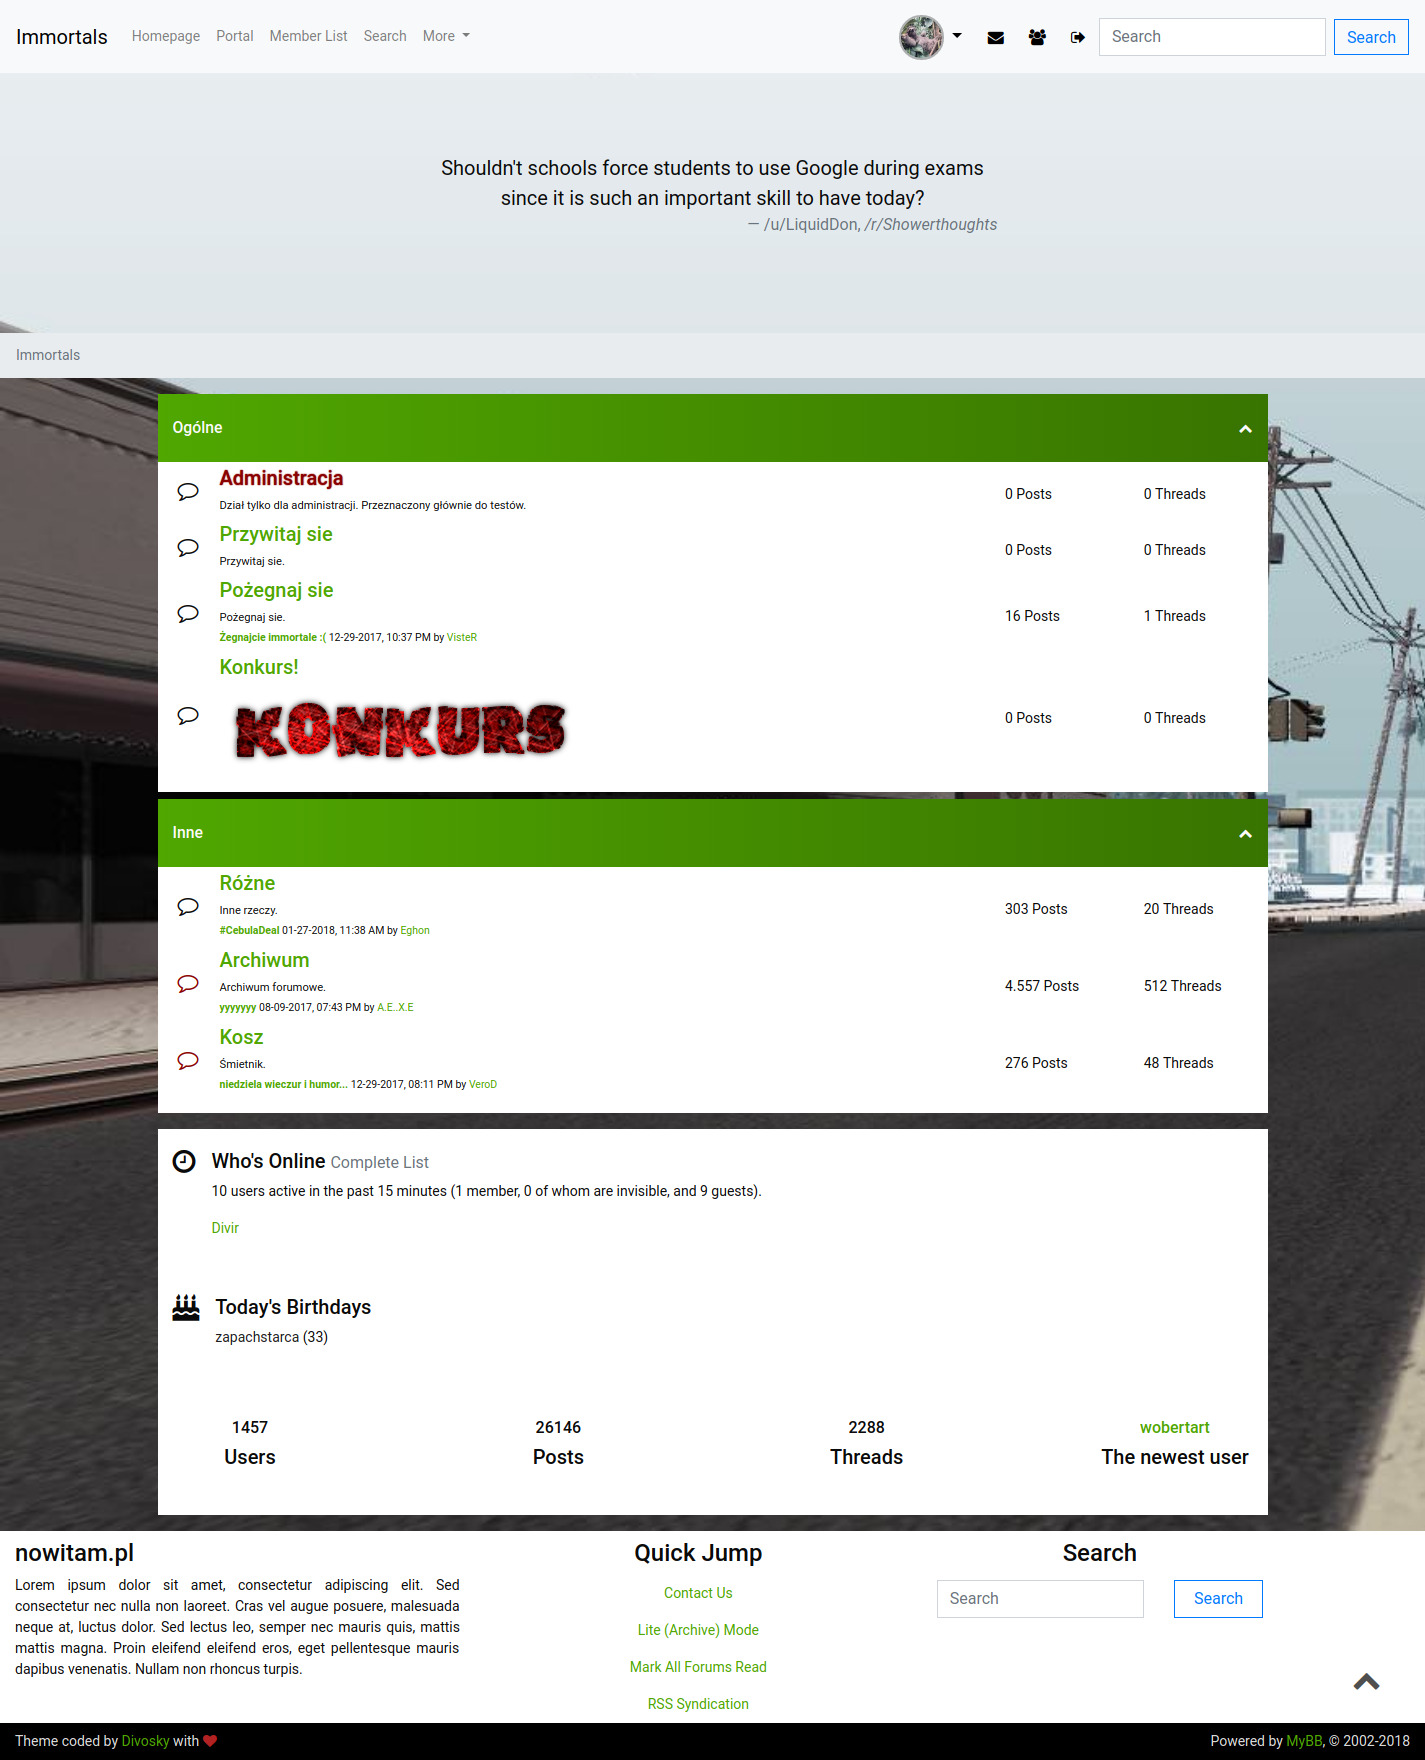 Immortals Homepage Portal Member List Search More Search Search
Shouldn't schools force students to use Google during exams
since it is such an important skill to have today?
— /u/LiquidDon, /r/Showerthoughts
Immortals
Ogólne
Administracja
Dział tylko dla administracji. Przeznaczony głównie do testów.
0 Posts 0 Threads
Przywitaj sie
Przywitaj sie.
0 Posts 0 Threads
Pożegnaj sie
Pożegnaj sie.
Żegnajcie immortale :( 12-29-2017, 10:37 PM by VisteR
16 Posts 1 Threads
Konkurs!
KONKURS
0 Posts 0 Threads
Inne
Różne
Inne rzeczy.
#CebulaDeal 01-27-2018, 11:38 AM by Eghon
303 Posts 20 Threads
Archiwum
Archiwum forumowe.
yyyyyyy 08-09-2017, 07:43 PM by A.E..X.E
4.557 Posts 512 Threads
Kosz
Śmietnik.
niedziela wieczur i humor... 12-29-2017, 08:11 PM by VeroD
276 Posts 48 Threads
Who's Online Complete List
10 users active in the past 15 minutes (1 member, 0 of whom are invisible, and 9 guests).
Divir
Today's Birthdays
zapachstarca (33)
1457 26146 2288 wobertart
Users Posts Threads The newest user
nowitam.pl
Lorem ipsum dolor sit amet, consectetur adipiscing elit. Sed
consectetur nec nulla non laoreet. Cras vel augue posuere, malesuada
neque at, luctus dolor. Sed lectus leo, semper nec mauris quis, mattis
mattis magna. Proin eleifend eleifend eros, eget pellentesque mauris
dapibus venenatis. Nullam non rhoncus turpis.
Quick Jump
Contact Us
Lite (Archive) Mode
Mark All Forums Read
RSS Syndication
Search
Search Search
Theme coded by Divosky with
Powered by MyBB, © 2002-2018